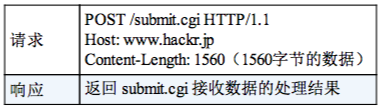 请求
POST /submit.cgi HTTP/1.1
Host: www.hackr.jp
Content-Length: 1560（1560字节的数据）
响应
返回 submit.cgi 接收数据的处理结果